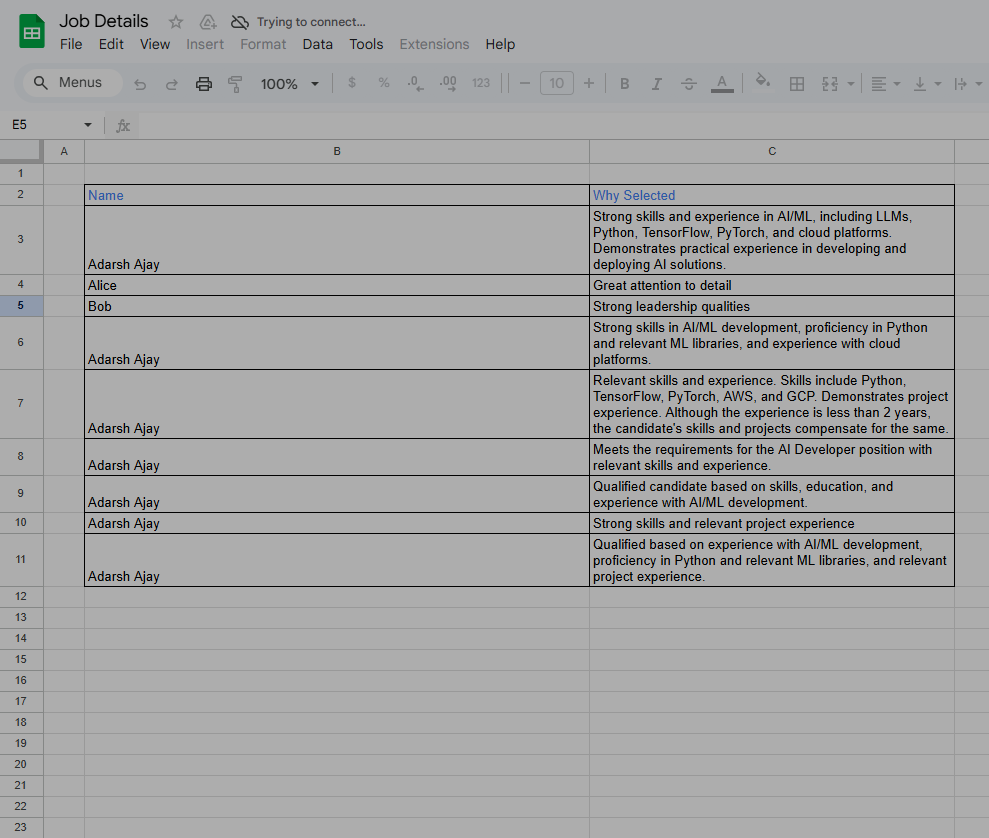 Job Details Trying to connect...
File Edit View Insert Format Data Tools Extensions Help
Menus 100% $ % .0 .00 123 10 B I A
E5 fx
A B C
1
2 Name Why Selected
3 Adarsh Ajay Strong skills and experience in AI/ML, including LLMs,
Python, TensorFlow, PyTorch, and cloud platforms.
Demonstrates practical experience in developing and
deploying AI solutions.
4 Alice Great attention to detail
5 Bob Strong leadership qualities
6 Adarsh Ajay Strong skills in AI/ML development, proficiency in Python
and relevant ML libraries, and experience with cloud
platforms.
7 Adarsh Ajay Relevant skills and experience. Skills include Python,
TensorFlow, PyTorch, AWS, and GCP. Demonstrates project
experience. Although the experience is less than 2 years,
the candidate's skills and projects compensate for the same.
8 Adarsh Ajay Meets the requirements for the AI Developer position with
relevant skills and experience.
9 Adarsh Ajay Qualified candidate based on skills, education, and
experience with AI/ML development.
10 Adarsh Ajay Strong skills and relevant project experience
11 Adarsh Ajay Qualified based on experience with AI/ML development,
proficiency in Python and relevant ML libraries, and relevant
project experience.
12
13
14
15
16
17
18
19
20
21
22
23